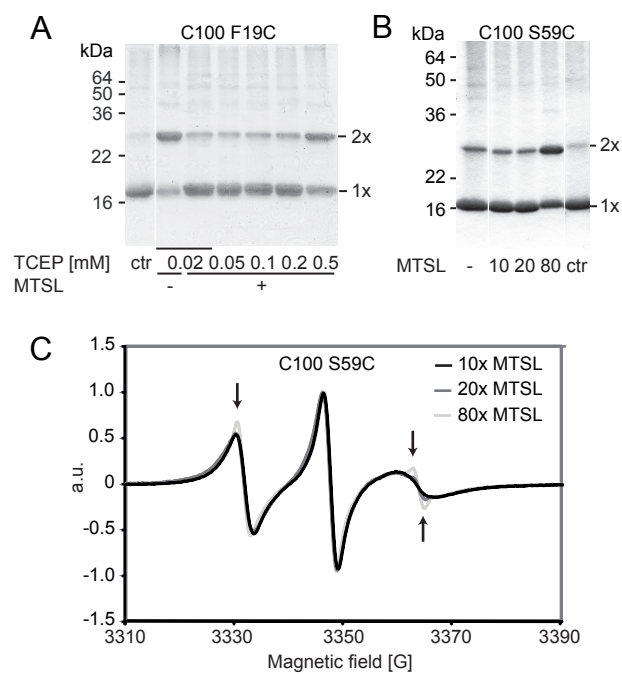 A
C100 F19C
kDa
64
50
36
22
16
2x
1x
TCEP [mM] ctr 0.02 0.05 0.1 0.2 0.5
MTSL - +
B
C100 S59C
kDa
64
50
36
22
16
2x
1x
MTSL - 10 20 80 ctr
C
C100 S59C
10x MTSL
20x MTSL
80x MTSL
a.u.
1.5
1.0
0.5
0
-0.5
-1.0
-1.5
3310 3330 3350 3370 3390
Magnetic field [G]